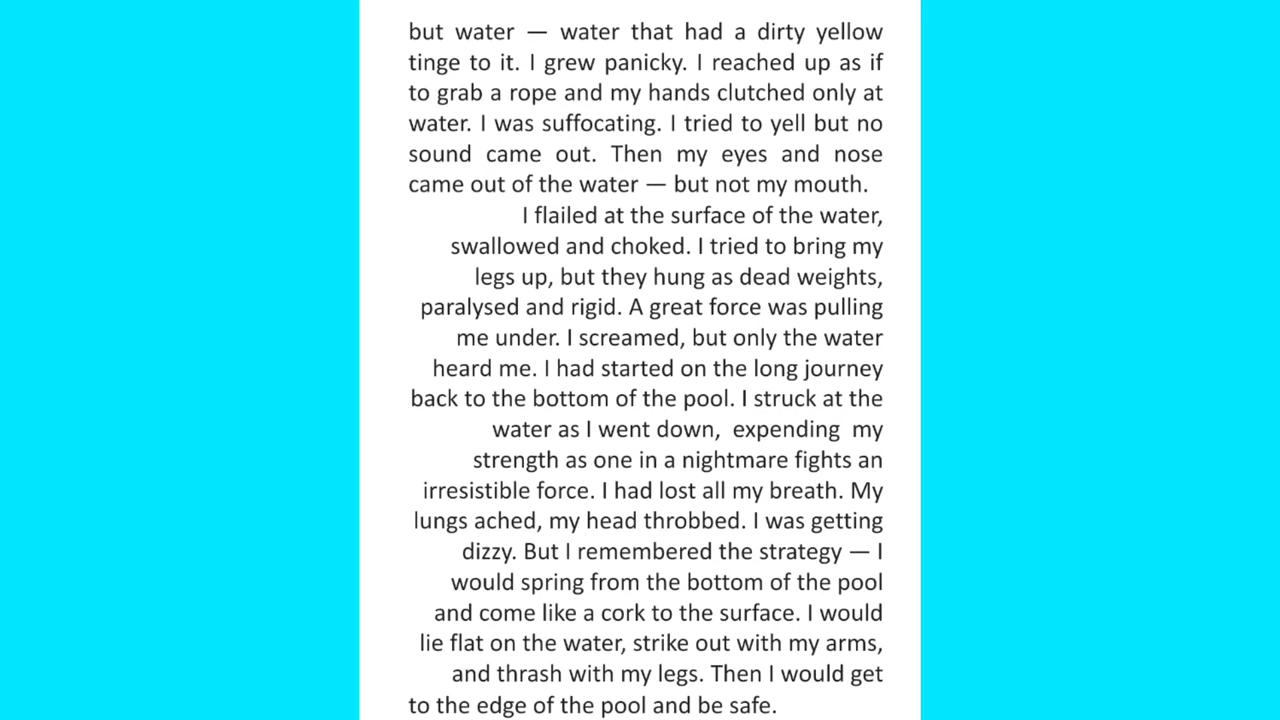 but water — water that had a dirty yellow
tinge to it. I grew panicky. I reached up as if
to grab a rope and my hands clutched only at
water. I was suffocating. I tried to yell but no
sound came out. Then my eyes and nose
came out of the water — but not my mouth.
I flailed at the surface of the water,
swallowed and choked. I tried to bring my
legs up, but they hung as dead weights,
paralysed and rigid. A great force was pulling
me under. I screamed, but only the water
heard me. I had started on the long journey
back to the bottom of the pool. I struck at the
water as I went down, expending my
strength as one in a nightmare fights an
irresistible force. I had lost all my breath. My
lungs ached, my head throbbed. I was getting
dizzy. But I remembered the strategy — I
would spring from the bottom of the pool
and come like a cork to the surface. I would
lie flat on the water, strike out with my arms,
and thrash with my legs. Then I would get
to the edge of the pool and be safe.